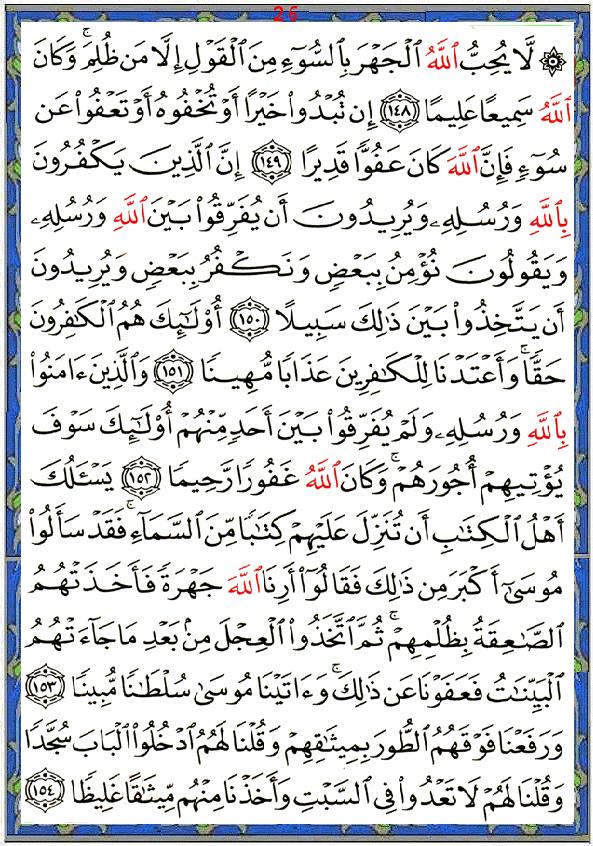 26
۞ لَّا يُحِبُّ ٱللَّهُ ٱلْجَهْرَ بِٱلسُّوٓءِ مِنَ ٱلْقَوْلِ إِلَّا مَن ظُلِمَ ۚ وَكَانَ
ٱللَّهُ سَمِيعًا عَلِيمًا ﴿١٤٨﴾ إِن تُبْدُوا۟ خَيْرًا أَوْ تُخْفُوهُ أَوْ تَعْفُوا۟ عَن
سُوٓءٍ فَإِنَّ ٱللَّهَ كَانَ عَفُوًّا قَدِيرًا ﴿١٤٩﴾ إِنَّ ٱلَّذِينَ يَكْفُرُونَ
بِٱللَّهِ وَرُسُلِهِۦ وَيُرِيدُونَ أَن يُفَرِّقُوا۟ بَيْنَ ٱللَّهِ وَرُسُلِهِۦ
وَيَقُولُونَ نُؤْمِنُ بِبَعْضٍ وَنَكْفُرُ بِبَعْضٍ وَيُرِيدُونَ
أَن يَتَّخِذُوا۟ بَيْنَ ذَٰلِكَ سَبِيلًا ﴿١٥٠﴾ أُو۟لَٰٓئِكَ هُمُ ٱلْكَٰفِرُونَ
حَقًّا ۚ وَأَعْتَدْنَا لِلْكَٰفِرِينَ عَذَابًا مُّهِينًا ﴿١٥١﴾ وَٱلَّذِينَ ءَامَنُوا۟
بِٱللَّهِ وَرُسُلِهِۦ وَلَمْ يُفَرِّقُوا۟ بَيْنَ أَحَدٍ مِّنْهُمْ أُو۟لَٰٓئِكَ سَوْفَ
يُؤْتِيهِمْ أُجُورَهُمْ ۗ وَكَانَ ٱللَّهُ غَفُورًا رَّحِيمًا ﴿١٥٢﴾ يَسْـَٔلُكَ
أَهْلُ ٱلْكِتَٰبِ أَن تُنَزِّلَ عَلَيْهِمْ كِتَٰبًا مِّنَ ٱلسَّمَآءِ ۚ فَقَدْ سَأَلُوا۟
مُوسَىٰٓ أَكْبَرَ مِن ذَٰلِكَ فَقَالُوٓا۟ أَرِنَا ٱللَّهَ جَهْرَةً فَأَخَذَتْهُمُ
ٱلصَّٰعِقَةُ بِظُلْمِهِمْ ۚ ثُمَّ ٱتَّخَذُوا۟ ٱلْعِجْلَ مِنۢ بَعْدِ مَا جَآءَتْهُمُ
ٱلْبَيِّنَٰتُ فَعَفَوْنَا عَن ذَٰلِكَ ۚ وَءَاتَيْنَا مُوسَىٰ سُلْطَٰنًا مُّبِينًا ﴿١٥٣﴾
وَرَفَعْنَا فَوْقَهُمُ ٱلطُّورَ بِمِيثَٰقِهِمْ وَقُلْنَا لَهُمُ ٱدْخُلُوا۟ ٱلْبَابَ سُجَّدًا
وَقُلْنَا لَهُمْ لَا تَعْدُوا۟ فِى ٱلسَّبْتِ وَأَخَذْنَا مِنْهُم مِّيثَٰقًا غَلِيظًا ﴿١٥٤﴾